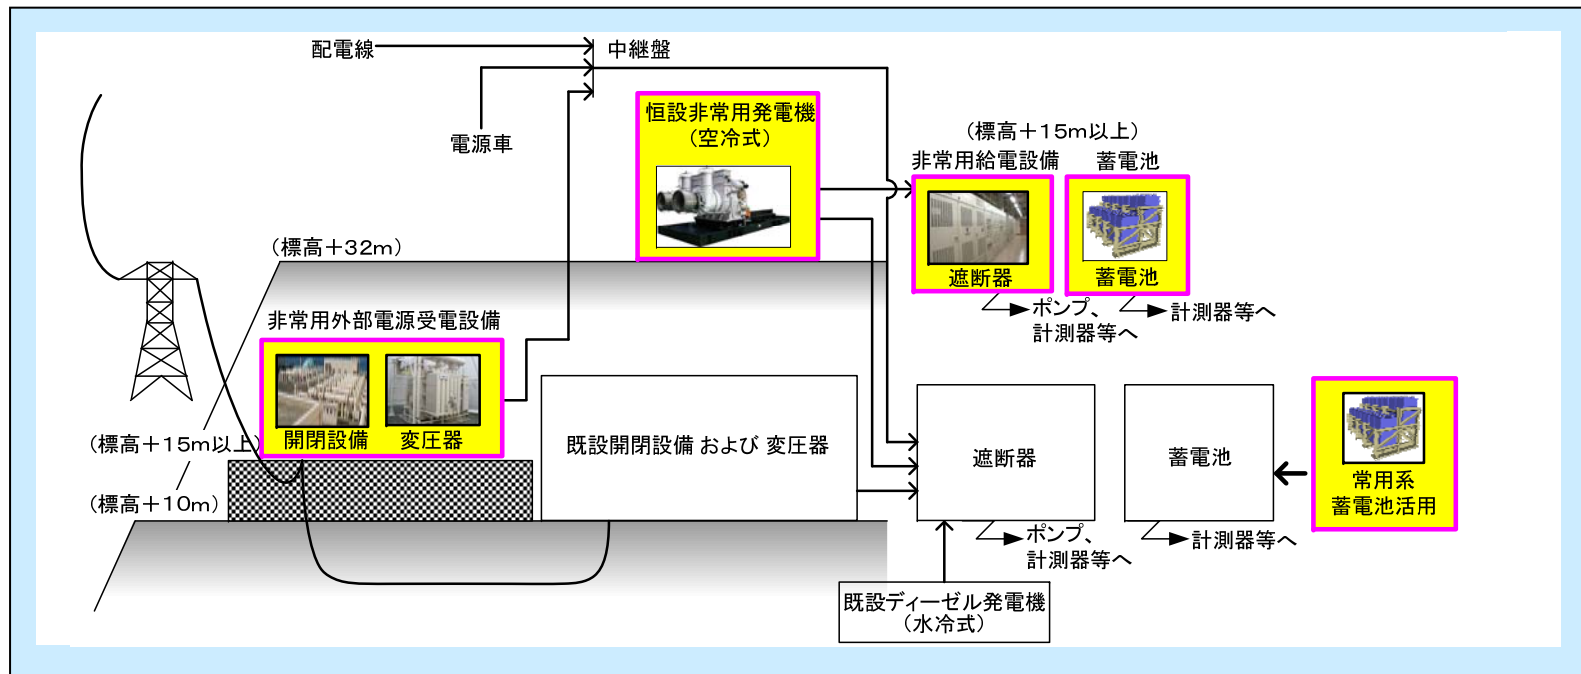 配電線
中継盤
電源車
恒設非常用発電機
（空冷式）
（標高＋15m以上）
非常用給電設備
蓄電池
遮断器
蓄電池
ポンプ、
計測器等へ
計測器等へ
（標高＋32m）
非常用外部電源受電設備
開閉設備
変圧器
（標高＋15m以上）
（標高＋10m）
既設開閉設備 および 変圧器
遮断器
蓄電池
常用系
蓄電池活用
ポンプ、
計測器等へ
計測器等へ
既設ディーゼル発電機
（水冷式）